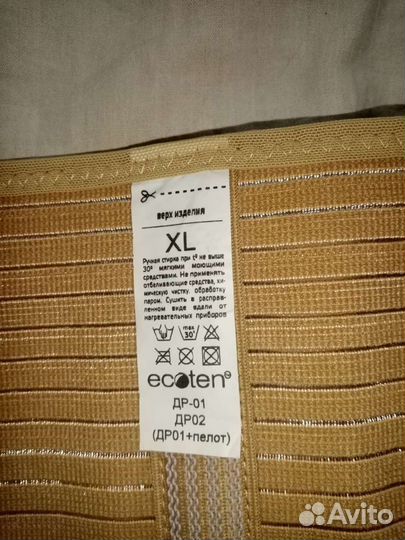 верх изделия
XL
Ручная стирка при t° не выше
30° мягкими моющими
средствами. Не применять
отбеливающие средства, хи-
мическую чистку, обработку
паром. Сушить в расправ-
ленном виде вдали от
нагревательных приборов
max
30°
ecoten
ДР-01
ДР02
(ДР01+пелот)
Avito